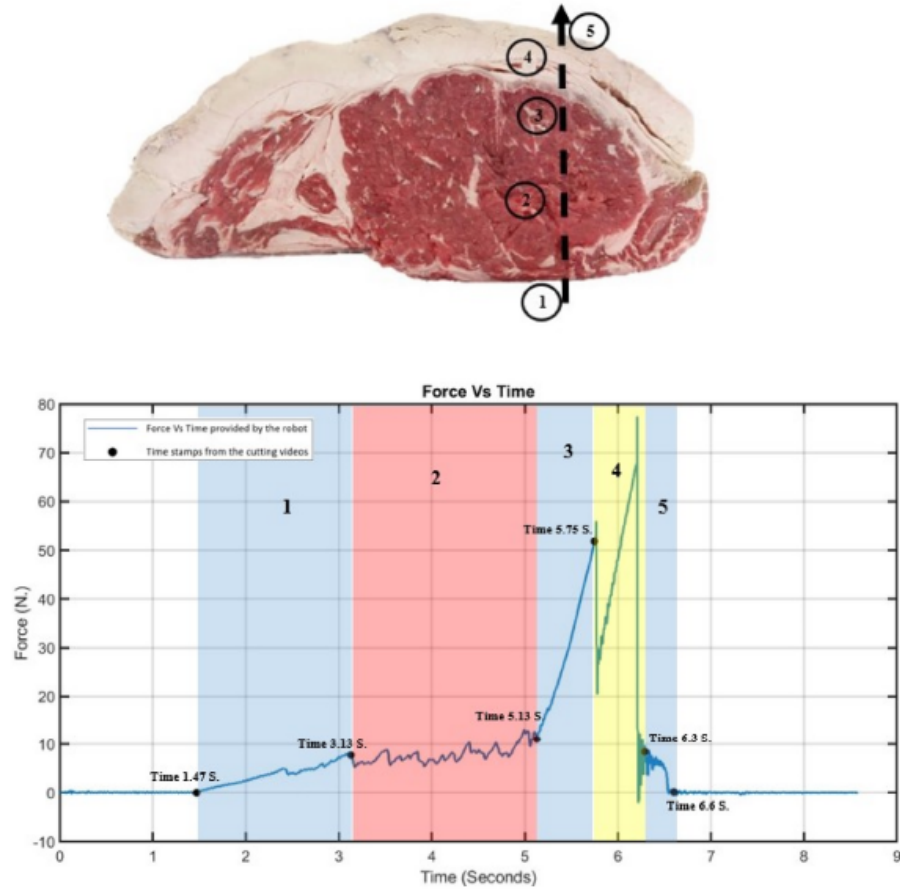 5
4
3
2
1
Force Vs Time
Force Vs Time provided by the robot
Time stamps from the cutting videos
80
70
60
50
40
30
20
10
0
-10
Force (N.)
1
2
3
4
5
Time 1.47 S.
Time 3.13 S.
Time 5.13 S.
Time 5.75 S.
Time 6.3 S.
Time 6.6 S.
0 1 2 3 4 5 6 7 8 9
Time (Seconds)